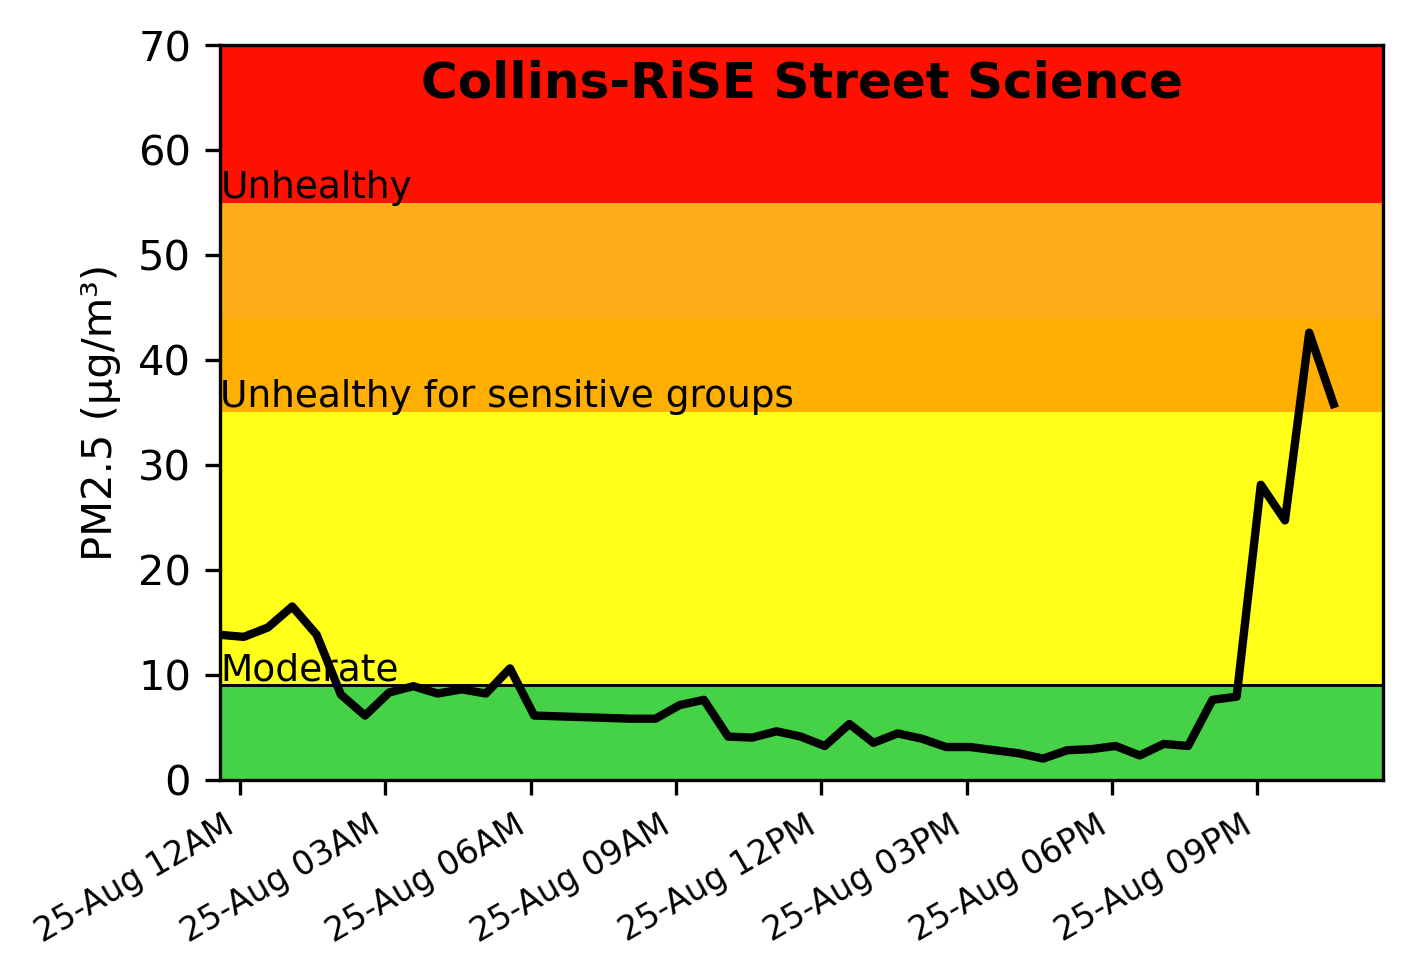 Collins-RiSE Street Science
PM2.5 (µg/m³)
70
60
50
40
30
20
10
0
Unhealthy
Unhealthy for sensitive groups
Moderate
25-Aug 12AM
25-Aug 03AM
25-Aug 06AM
25-Aug 09AM
25-Aug 12PM
25-Aug 03PM
25-Aug 06PM
25-Aug 09PM